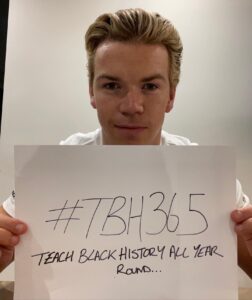 #TBH365
TEACH BLACK HISTORY ALL YEAR
ROUND...